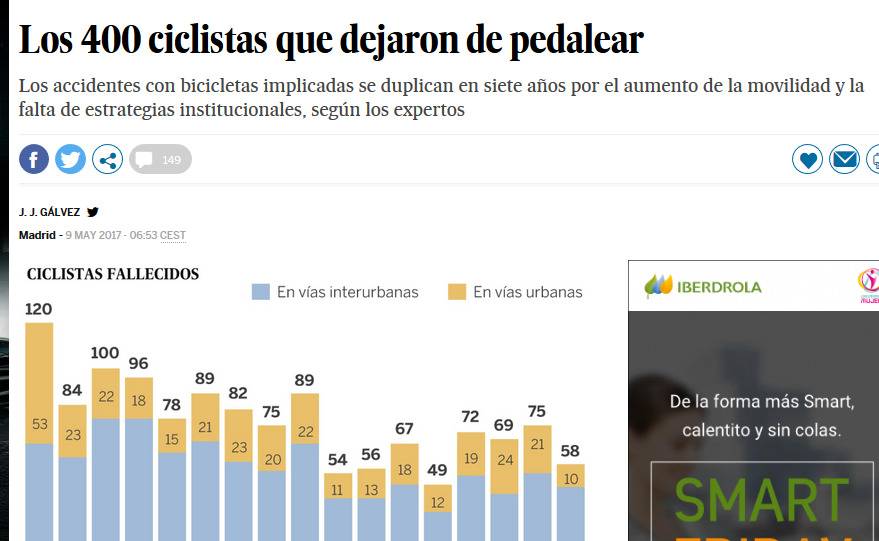 Los 400 ciclistas que dejaron de pedalear
Los accidentes con bicicletas implicadas se duplican en siete años por el aumento de la movilidad y la
falta de estrategias institucionales, según los expertos
149
J. J. GÁLVEZ
Madrid - 9 MAY 2017 - 06:53 CEST
CICLISTAS FALLECIDOS
En vías interurbanas
En vías urbanas
120
84
100
96
78
89
82
75
89
54
56
67
49
72
69
75
58
53
23
22
18
15
21
23
20
22
11
13
18
12
19
24
21
10
IBERDROLA
De la forma más Smart,
calentito y sin colas.
SMART